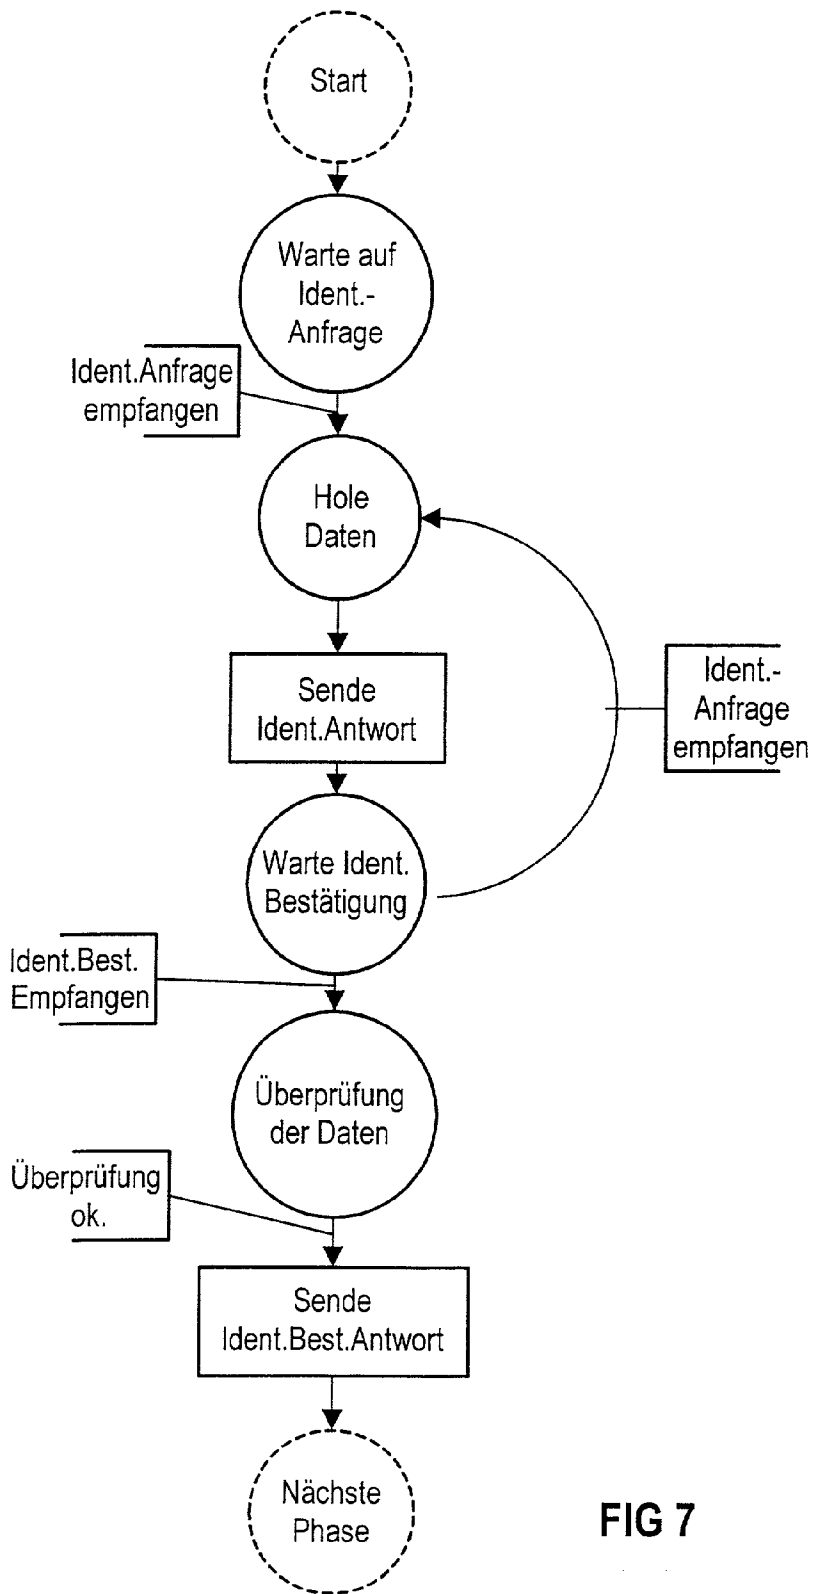 Start
Warte auf
Ident.-
Anfrage
Ident.Anfrage
empfangen
Hole
Daten
Sende
Ident.Antwort
Ident.-
Anfrage
empfangen
Warte Ident.
Bestätigung
Ident.Best.
Empfangen
Überprüfung
der Daten
Überprüfung
ok.
Sende
Ident.Best.Antwort
Nächste
Phase
FIG 7